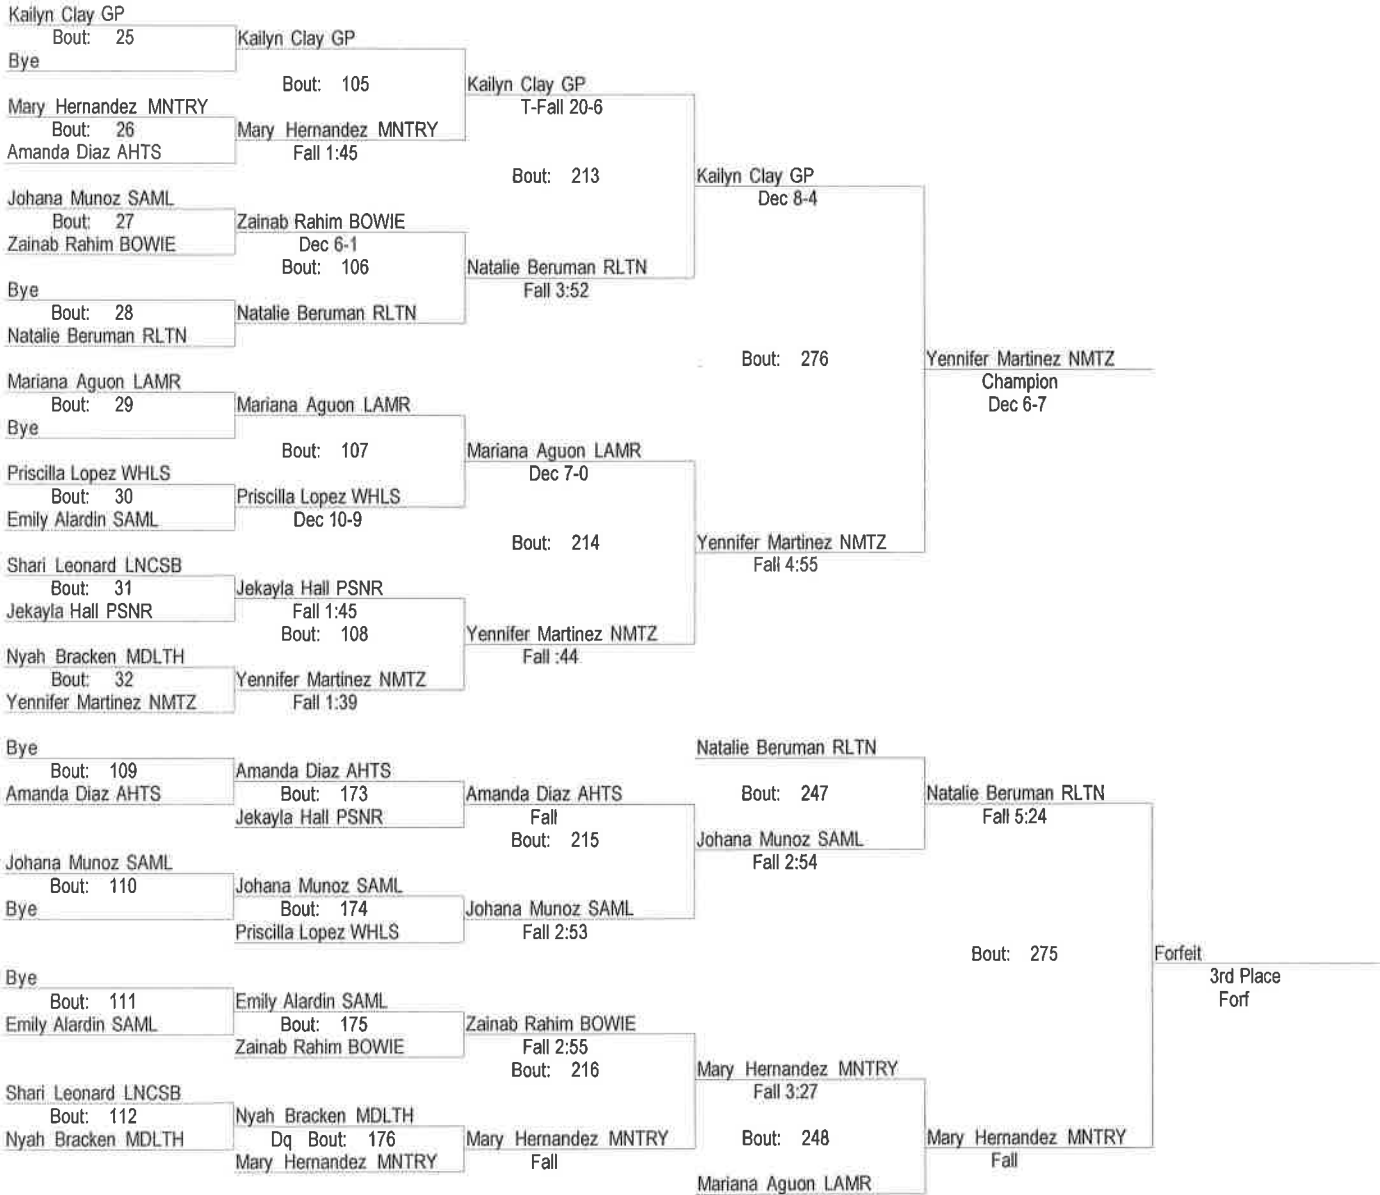 Kailyn Clay GP
Bout: 25
Bye
Kailyn Clay GP
Bout: 105
Mary Hernandez MNTRY
Bout: 26
Amanda Diaz AHTS
Mary Hernandez MNTRY
Fall 1:45
Kailyn Clay GP
T-Fall 20-6
Bout: 213
Johana Munoz SAML
Bout: 27
Zainab Rahim BOWIE
Zainab Rahim BOWIE
Dec 6-1
Bout: 106
Bye
Bout: 28
Natalie Beruman RLTN
Natalie Beruman RLTN
Natalie Beruman RLTN
Fall 3:52
Kailyn Clay GP
Dec 8-4
Bout: 276
Mariana Aguon LAMR
Bout: 29
Bye
Mariana Aguon LAMR
Bout: 107
Priscilla Lopez WHLS
Bout: 30
Emily Alardin SAML
Priscilla Lopez WHLS
Dec 10-9
Mariana Aguon LAMR
Dec 7-0
Bout: 214
Shari Leonard LNCSB
Bout: 31
Jekayla Hall PSNR
Jekayla Hall PSNR
Fall 1:45
Bout: 108
Nyah Bracken MDLTH
Bout: 32
Yennifer Martinez NMTZ
Yennifer Martinez NMTZ
Fall 1:39
Yennifer Martinez NMTZ
Fall :44
Yennifer Martinez NMTZ
Fall 4:55
Yennifer Martinez NMTZ
Champion
Dec 6-7
Bye
Bout: 109
Amanda Diaz AHTS
Amanda Diaz AHTS
Bout: 173
Jekayla Hall PSNR
Amanda Diaz AHTS
Fall
Bout: 215
Johana Munoz SAML
Bout: 110
Bye
Johana Munoz SAML
Bout: 174
Priscilla Lopez WHLS
Johana Munoz SAML
Fall 2:53
Natalie Beruman RLTN
Bout: 247
Johana Munoz SAML
Fall 2:54
Natalie Beruman RLTN
Fall 5:24
Bout: 275
Bye
Bout: 111
Emily Alardin SAML
Emily Alardin SAML
Bout: 175
Zainab Rahim BOWIE
Zainab Rahim BOWIE
Fall 2:55
Bout: 216
Shari Leonard LNCSB
Bout: 112
Nyah Bracken MDLTH
Nyah Bracken MDLTH
Dq Bout: 176
Mary Hernandez MNTRY
Mary Hernandez MNTRY
Fall
Mary Hernandez MNTRY
Fall 3:27
Bout: 248
Mariana Aguon LAMR
Mary Hernandez MNTRY
Fall
Forfeit
3rd Place
Forf